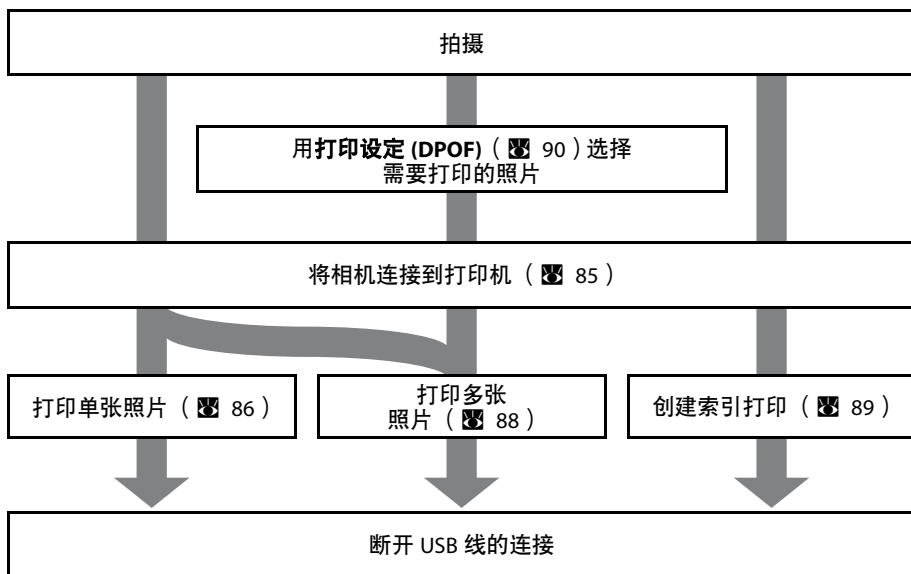 拍摄
用打印设定 (DPOF)（ 90 ）选择
需要打印的照片
将相机连接到打印机（ 85 ）
打印单张照片（ 86 ）
打印多张
照片（ 88 ）
创建索引打印（ 89 ）
断开 USB 线的连接